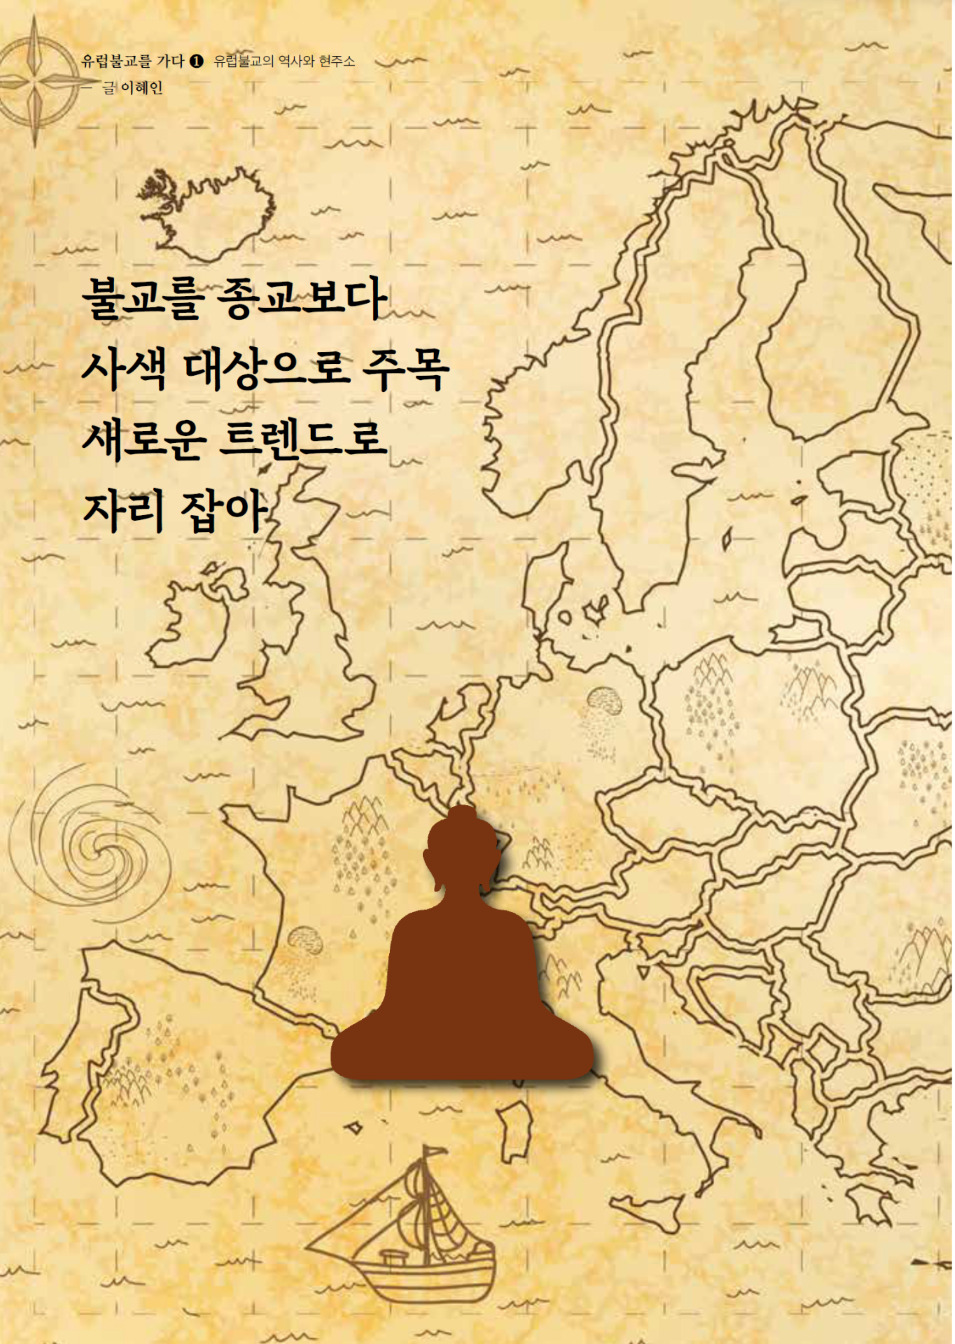 유럽불교를 가다 ❶ 유럽불교의 역사와 현주소
글 이혜인
불교를 종교보다
사색 대상으로 주목
새로운 트렌드로
자리 잡아